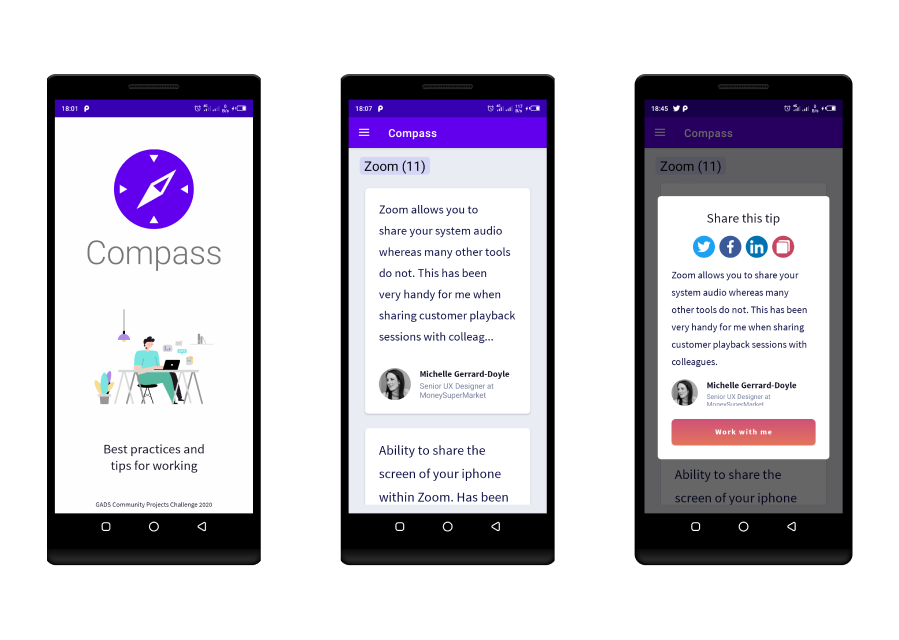 18:01
Compass
Best practices and
tips for working
GADS Community Projects Challenge 2020
18:07
Compass
Zoom (11)
Zoom allows you to
share your system audio
whereas many other tools
do not. This has been
very handy for me when
sharing customer playback
sessions with colleag...
Michelle Gerrard-Doyle
Senior UX Designer at
MoneySuperMarket
Ability to share the
screen of your iphone
within Zoom. Has been
18:45
Compass
Zoom (11)
Share this tip
Zoom allows you to share your
system audio whereas many
other tools do not. This has been
very handy for me when sharing
customer playback sessions with
colleagues.
Michelle Gerrard-Doyle
Senior UX Designer at
MoneySuperMarket
Work with me
Ability to share the
screen of your iphone